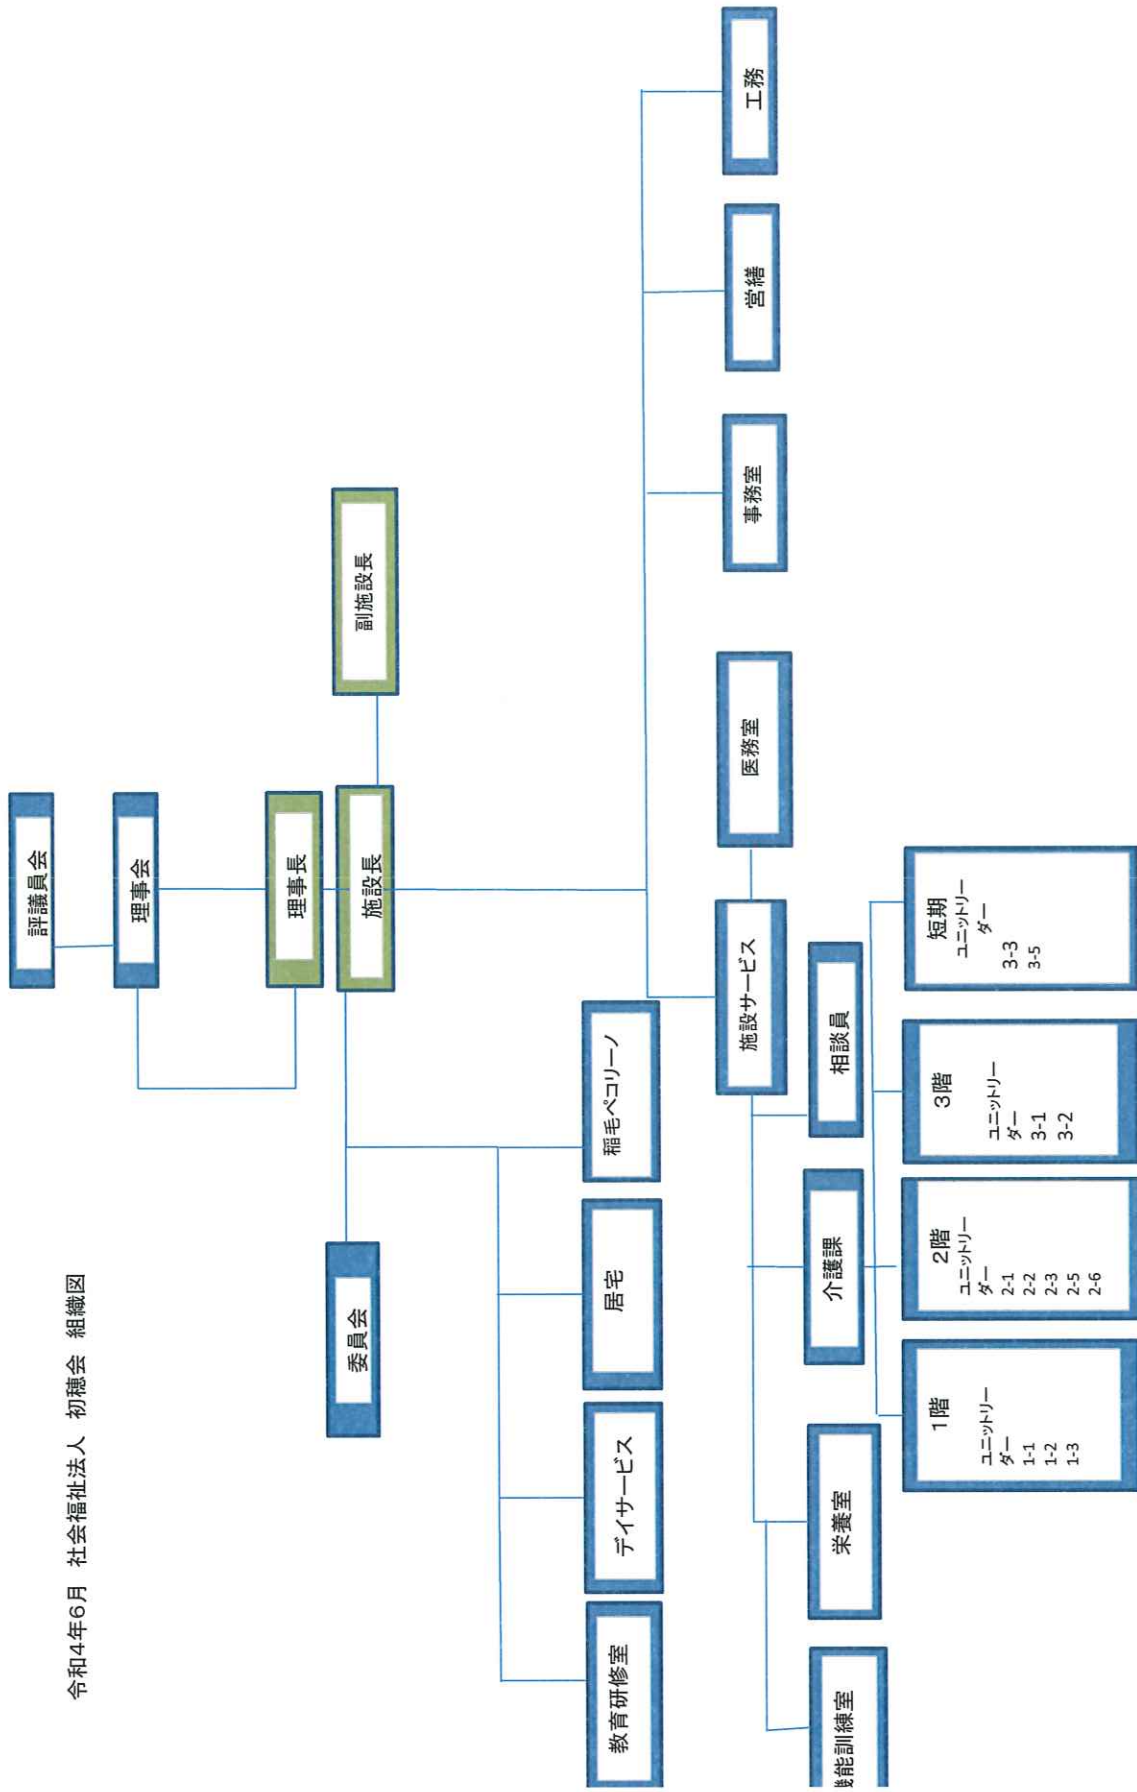 令和4年6月 社会福祉法人 初穂会 組織図
評議員会
理事会
理事長
施設長
副施設長
委員会
教育研修室
デイサービス
居宅
稲毛ペコリーノ
施設サービス
医務室
事務室
営繕
工務
機能訓練室
栄養室
介護課
相談員
1階
ユニットリー
ダー
1-1
1-2
1-3
2階
ユニットリー
ダー
2-1
2-2
2-3
2-5
2-6
3階
ユニットリー
ダー
3-1
3-2
短期
ユニットリー
ダー
3-3
3-5